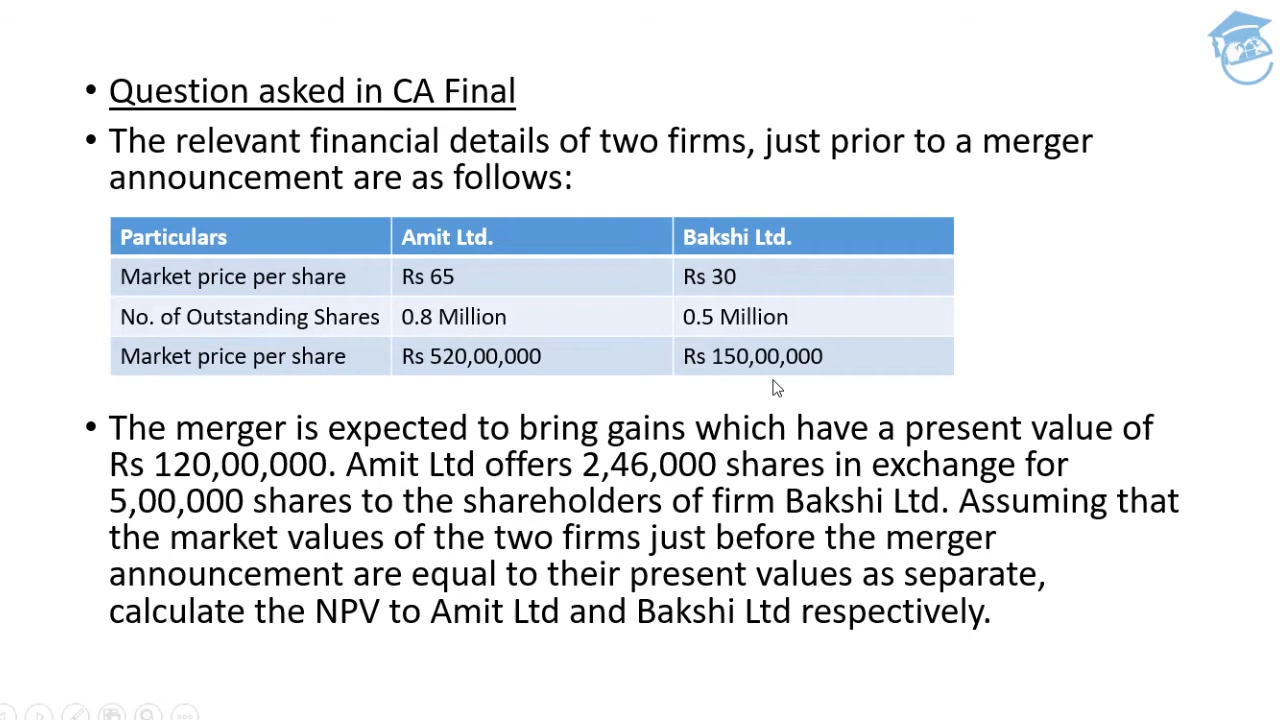 • Question asked in CA Final
• The relevant financial details of two firms, just prior to a merger
announcement are as follows:
Particulars Amit Ltd. Bakshi Ltd.
Market price per share Rs 65 Rs 30
No. of Outstanding Shares 0.8 Million 0.5 Million
Market price per share Rs 520,00,000 Rs 150,00,000
• The merger is expected to bring gains which have a present value of
Rs 120,00,000. Amit Ltd offers 2,46,000 shares in exchange for
5,00,000 shares to the shareholders of firm Bakshi Ltd. Assuming that
the market values of the two firms just before the merger
announcement are equal to their present values as separate,
calculate the NPV to Amit Ltd and Bakshi Ltd respectively.